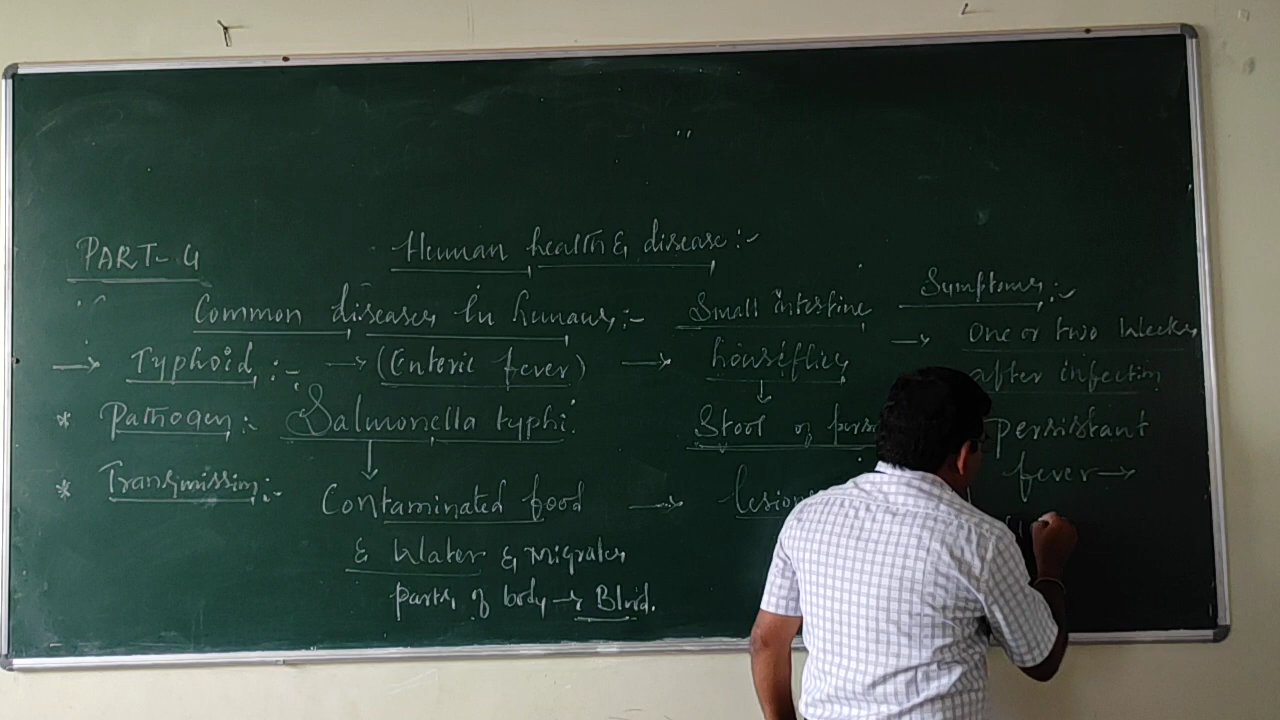 PART-4
Human health & disease:-
Common diseases in humans:-
→ Typhoid:- → (Enteric fever)
* Pathogen:- Salmonella typhi.
* Transmission:-
Contaminated food
& Water & migrates
parts of body → Blood.
Small intestine
→ houseflies
↓
Stool of
→
Symptoms:-
→ One or two weeks
after infection
persistant
fever →